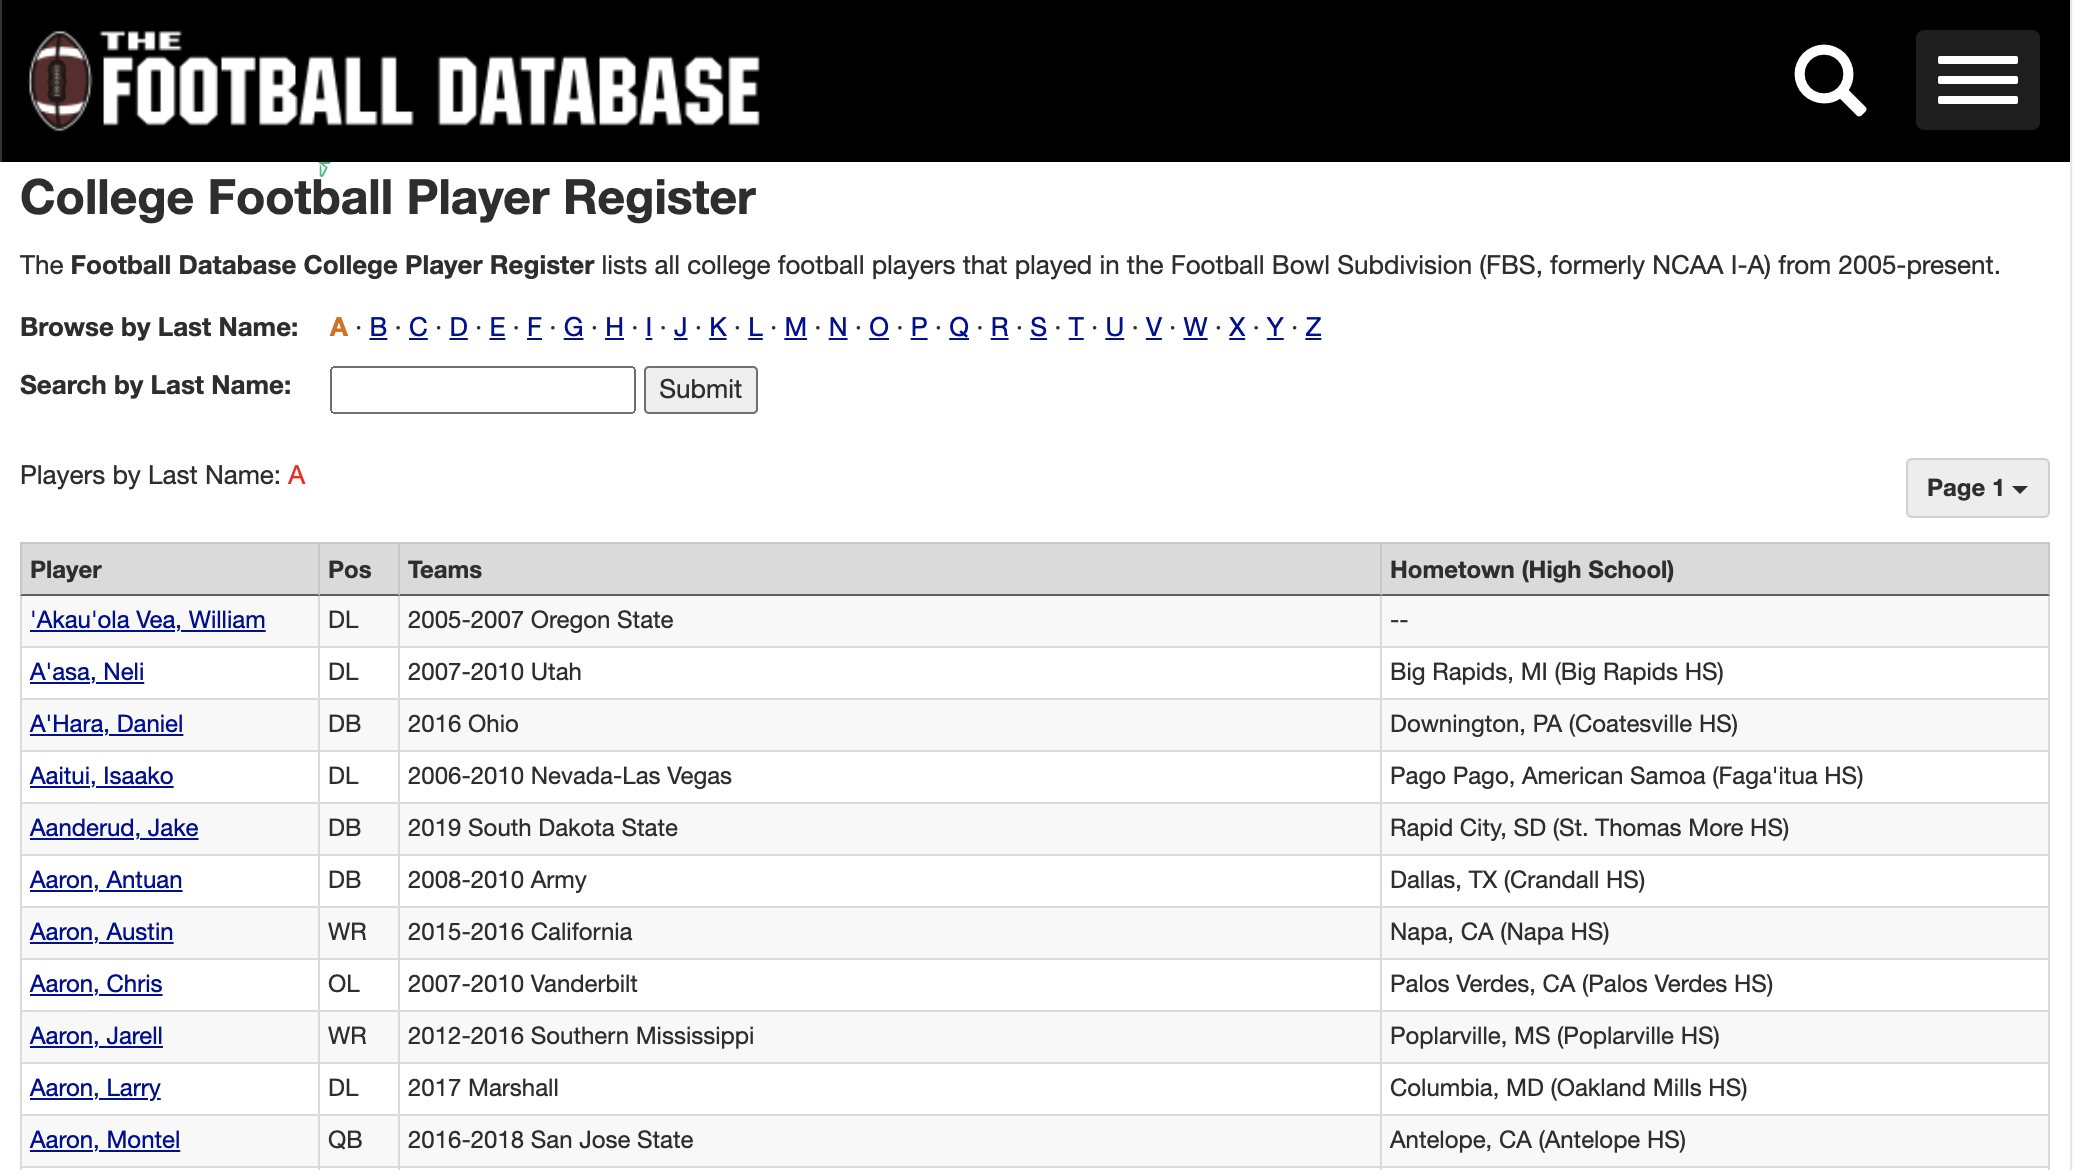 THE
FOOTBALL DATABASE
College Football Player Register
The Football Database College Player Register lists all college football players that played in the Football Bowl Subdivision (FBS, formerly NCAA I-A) from 2005-present.
Browse by Last Name: A · B · C · D · E · F · G · H · I · J · K · L · M · N · O · P · Q · R · S · T · U · V · W · X · Y · Z
Search by Last Name: Submit
Players by Last Name: A
Page 1
Player Pos Teams Hometown (High School)
'Akau'ola Vea, William DL 2005-2007 Oregon State --
A'asa, Neli DL 2007-2010 Utah Big Rapids, MI (Big Rapids HS)
A'Hara, Daniel DB 2016 Ohio Downington, PA (Coatesville HS)
Aaitui, Isaako DL 2006-2010 Nevada-Las Vegas Pago Pago, American Samoa (Faga'itua HS)
Aanderud, Jake DB 2019 South Dakota State Rapid City, SD (St. Thomas More HS)
Aaron, Antuan DB 2008-2010 Army Dallas, TX (Crandall HS)
Aaron, Austin WR 2015-2016 California Napa, CA (Napa HS)
Aaron, Chris OL 2007-2010 Vanderbilt Palos Verdes, CA (Palos Verdes HS)
Aaron, Jarell WR 2012-2016 Southern Mississippi Poplarville, MS (Poplarville HS)
Aaron, Larry DL 2017 Marshall Columbia, MD (Oakland Mills HS)
Aaron, Montel QB 2016-2018 San Jose State Antelope, CA (Antelope HS)